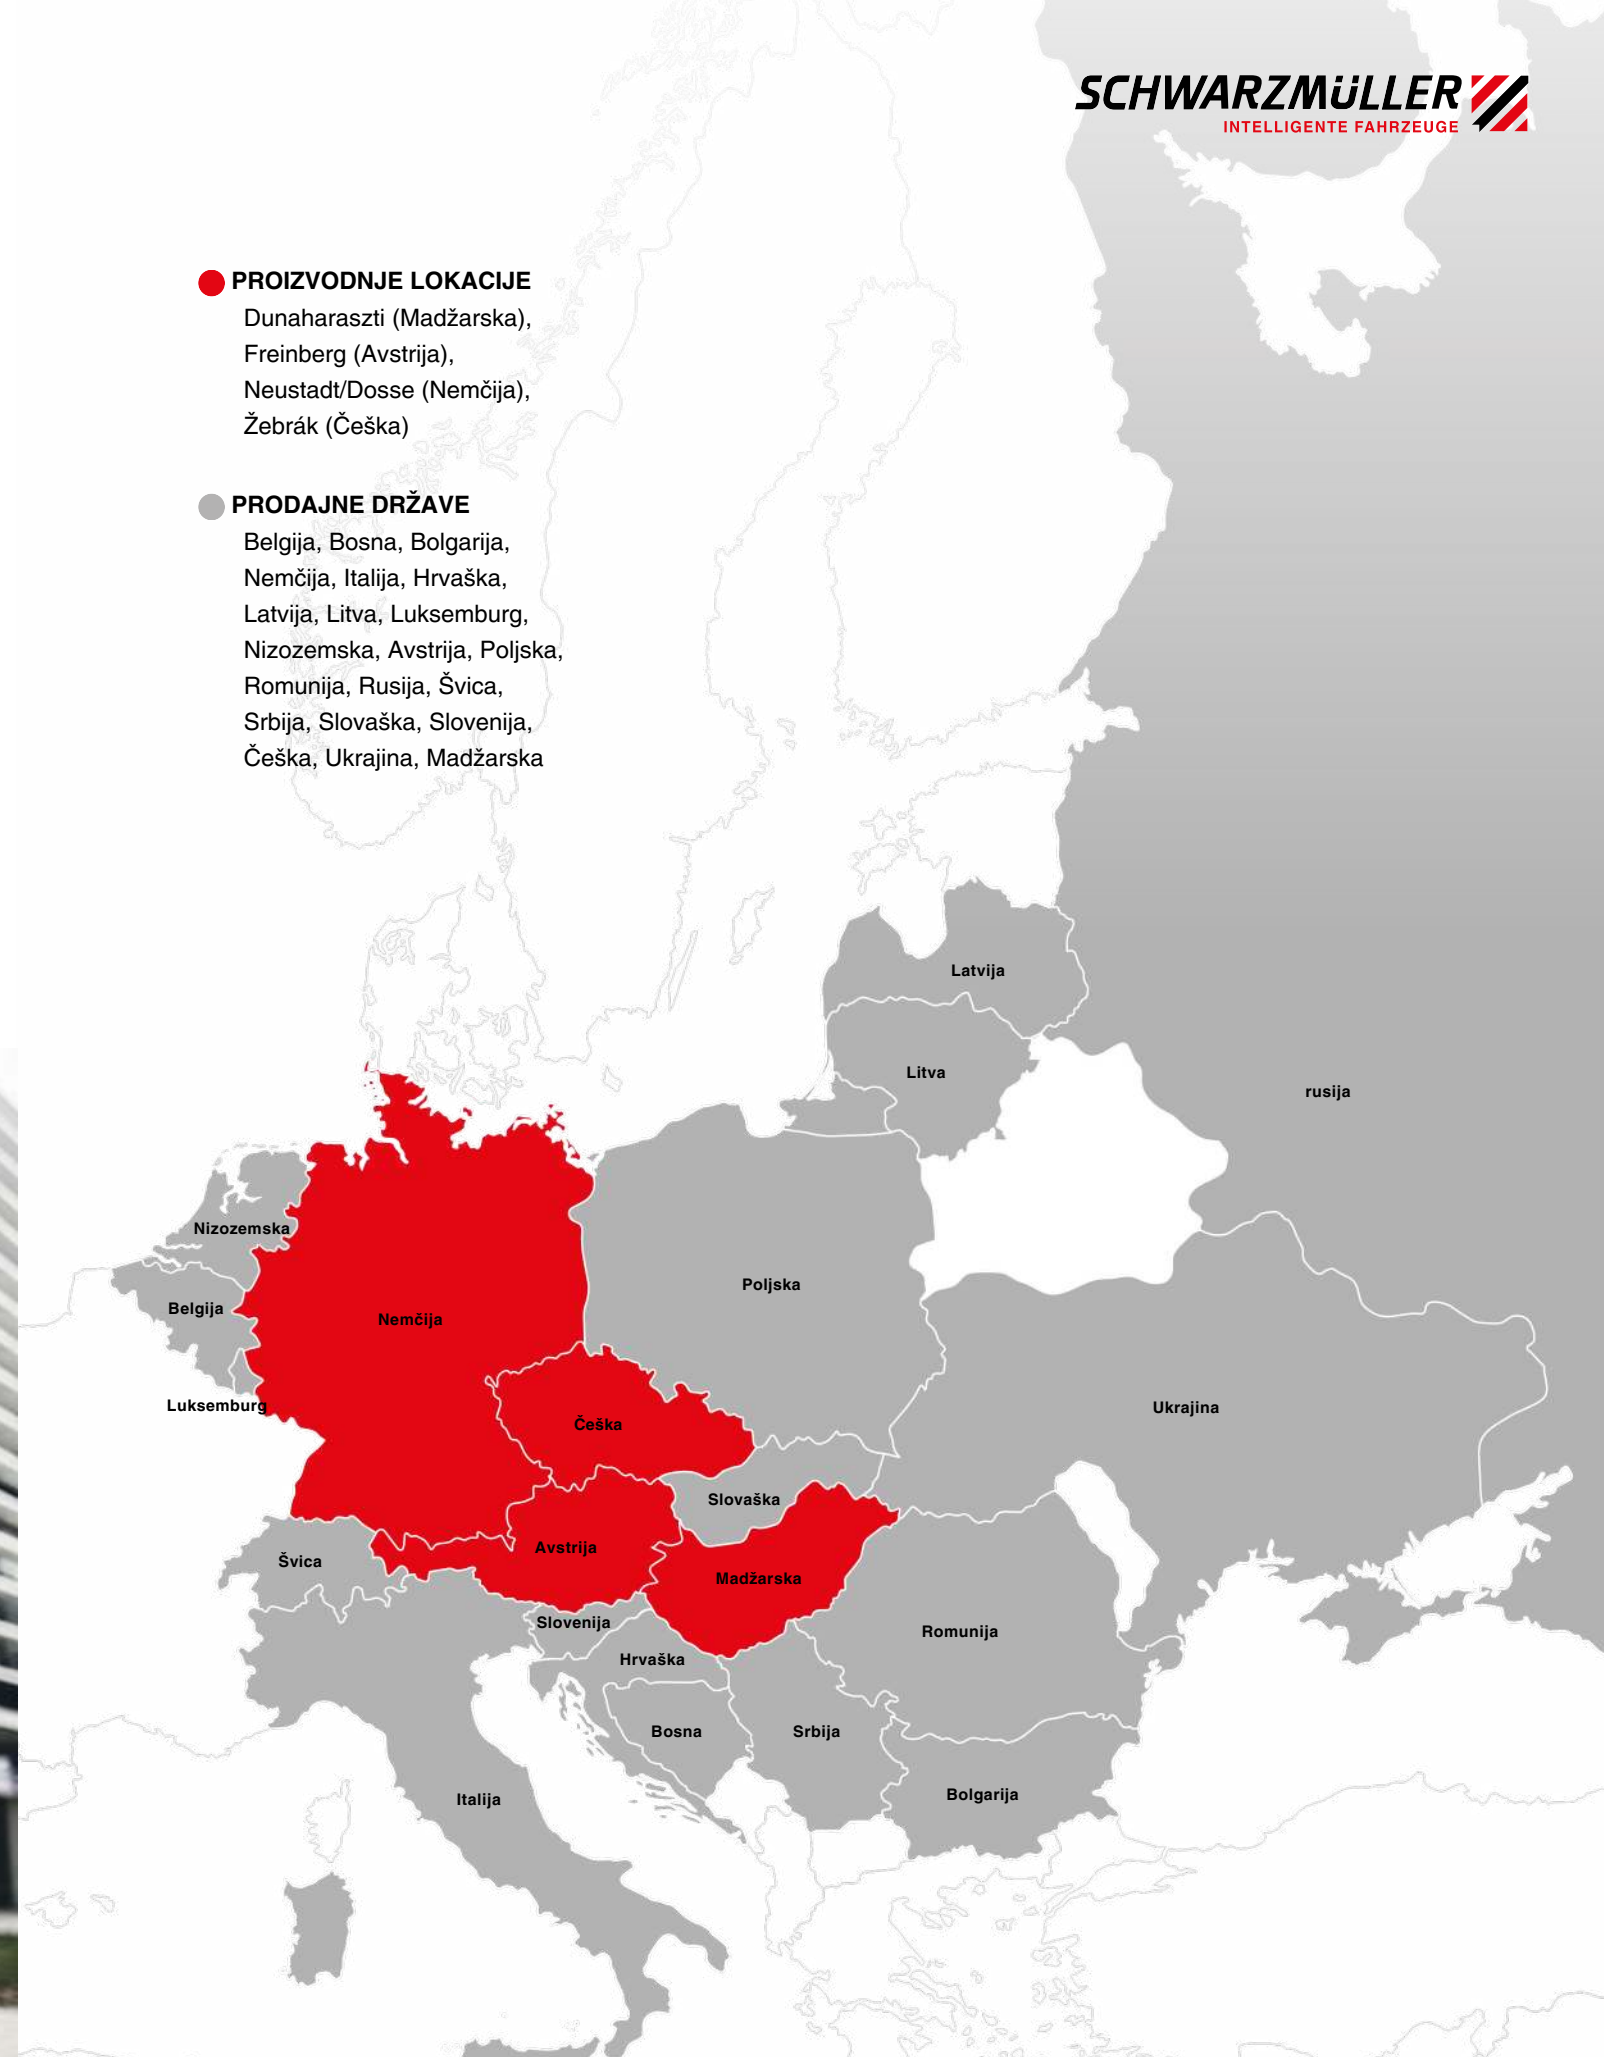 SCHWARZMÜLLER
INTELLIGENTE FAHRZEUGE
PROIZVODNJE LOKACIJE
Dunaharaszti (Madžarska),
Freinberg (Avstrija),
Neustadt/Dosse (Nemčija),
Žebrák (Češka)
PRODAJNE DRŽAVE
Belgija, Bosna, Bolgarija,
Nemčija, Italija, Hrvaška,
Latvija, Litva, Luksemburg,
Nizozemska, Avstrija, Poljska,
Romunija, Rusija, Švica,
Srbija, Slovaška, Slovenija,
Češka, Ukrajina, Madžarska
Latvija
Litva
rusija
Nizozemska
Poljska
Belgija
Nemčija
Luksemburg
Ukrajina
Češka
Slovaška
Avstrija
Švica
Madžarska
Slovenija
Romunija
Hrvaška
Bosna
Srbija
Bolgarija
Italija